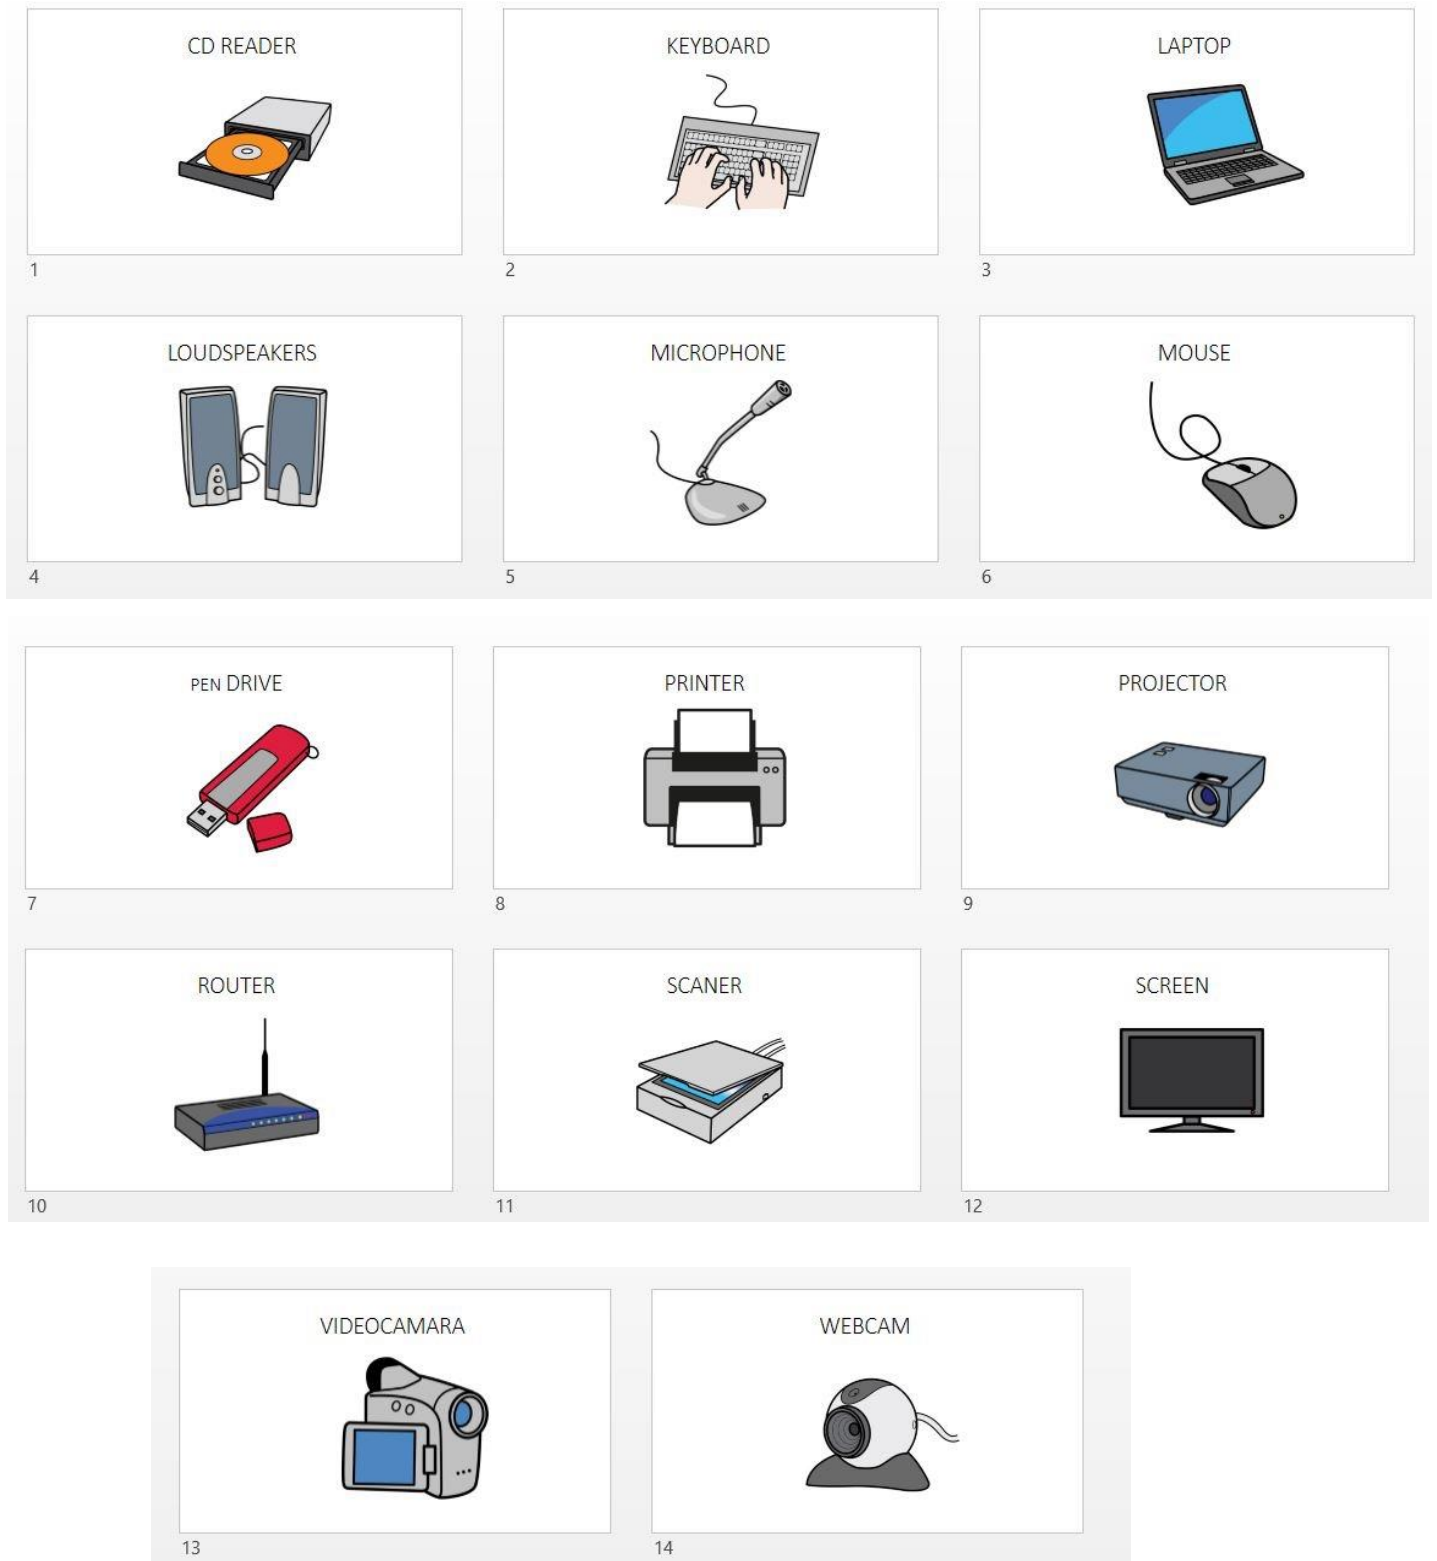 CD READER
KEYBOARD
LAPTOP
1
2
3
LOUDSPEAKERS
MICROPHONE
MOUSE
4
5
6
PEN DRIVE
PRINTER
PROJECTOR
7
8
9
ROUTER
SCANER
SCREEN
10
11
12
VIDEOCAMARA
WEBCAM
13
14